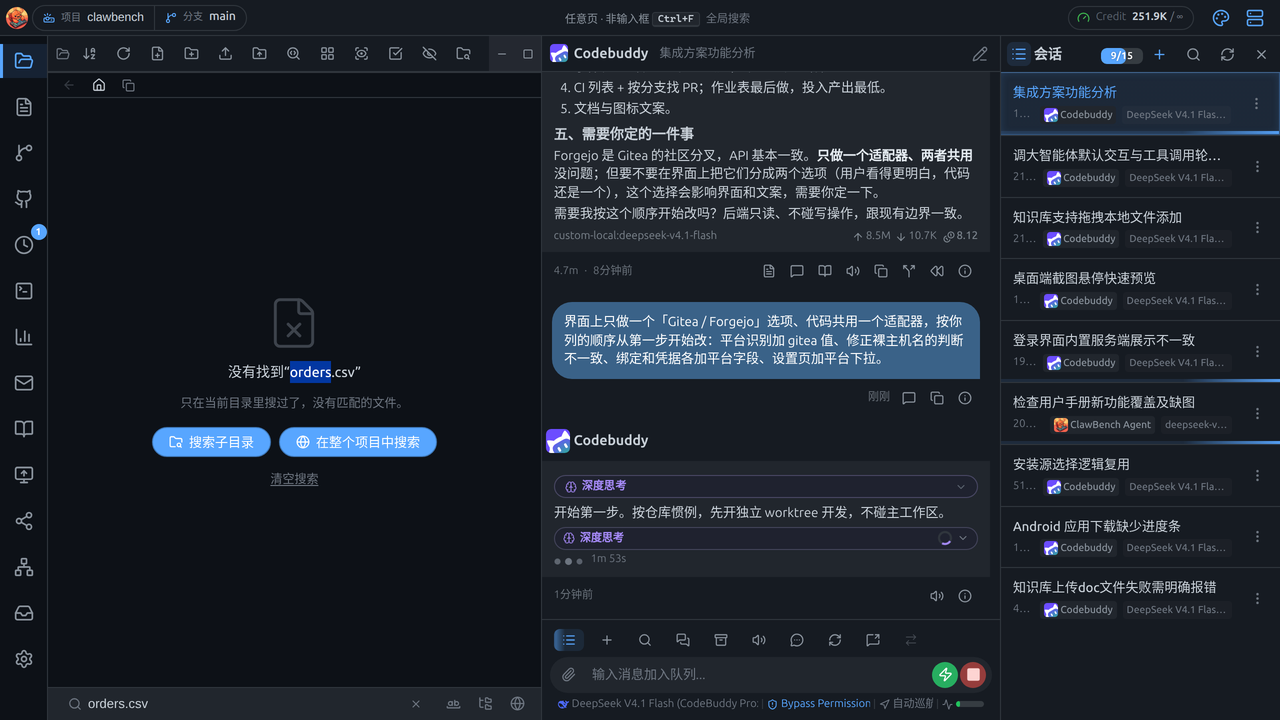 项目 clawbench
分支 main
任意页 · 非输入框 Ctrl+F 全局搜索
Credit 251.9K / ∞
1
没有找到“orders.csv”
只在当前目录里搜过了，没有匹配的文件。
搜索子目录
在整个项目中搜索
清空搜索
orders.csv
Codebuddy 集成方案功能分析
4. CI 列表 + 按分支找 PR；作业表最后做，投入产出最低。
5. 文档与图标文案。
五、需要你定的一件事
Forgejo 是 Gitea 的社区分叉，API 基本一致。只做一个适配器、两者共用
没问题；但要不要在界面上把它们分成两个选项（用户看得更明白，代码
还是一个），这个选择会影响界面和文案，需要你定一下。
需要我按这个顺序开始改吗？后端只读、不碰写操作，跟现有边界一致。
custom-local:deepseek-v4.1-flash
8.5M 10.7K 8.12
4.7m · 8分钟前
界面上只做一个「Gitea / Forgejo」选项、代码共用一个适配器，按你
列的顺序从第一步开始改：平台识别加 gitea 值、修正裸主机名的判断
不一致、绑定和凭据各加平台字段、设置页加平台下拉。
刚刚
Codebuddy
深度思考
开始第一步。按仓库惯例，先开独立 worktree 开发，不碰主工作区。
深度思考
1m 53s
1分钟前
输入消息加入队列...
DeepSeek V4.1 Flash (CodeBuddy Pro:
Bypass Permission
自动巡航
会话
9/15
集成方案功能分析
1... Codebuddy DeepSeek V4.1 Flas...
调大智能体默认交互与工具调用轮...
21... Codebuddy DeepSeek V4.1 Fla...
知识库支持拖拽本地文件添加
21... Codebuddy DeepSeek V4.1 Fla...
桌面端截图悬停快速预览
1... Codebuddy DeepSeek V4.1 Flas...
登录界面内置服务端展示不一致
19... Codebuddy DeepSeek V4.1 Fla...
检查用户手册新功能覆盖及缺图
20... ClawBench Agent deepseek-v...
安装源选择逻辑复用
51... Codebuddy DeepSeek V4.1 Fla...
Android 应用下载缺少进度条
1... Codebuddy DeepSeek V4.1 Flas...
知识库上传doc文件失败需明确报错
4... Codebuddy DeepSeek V4.1 Flas...